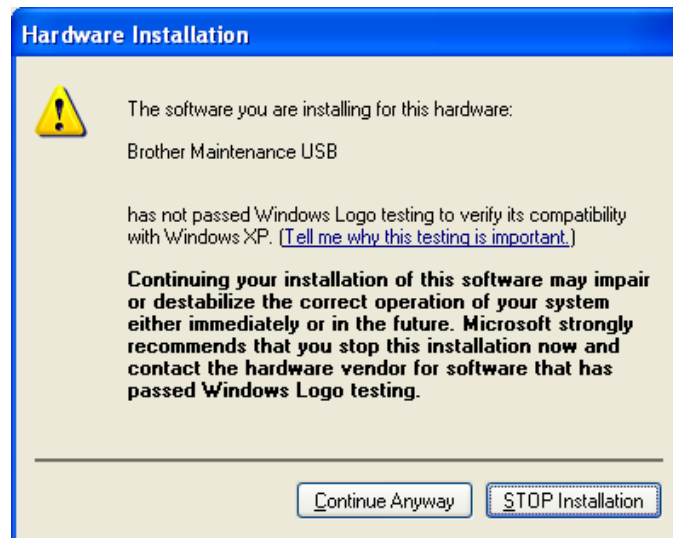 Hardware Installation
The software you are installing for this hardware:
Brother Maintenance USB
has not passed Windows Logo testing to verify its compatibility
with Windows XP. (Tell me why this testing is important.)
Continuing your installation of this software may impair
or destabilize the correct operation of your system
either immediately or in the future. Microsoft strongly
recommends that you stop this installation now and
contact the hardware vendor for software that has
passed Windows Logo testing.
Continue Anyway
STOP Installation